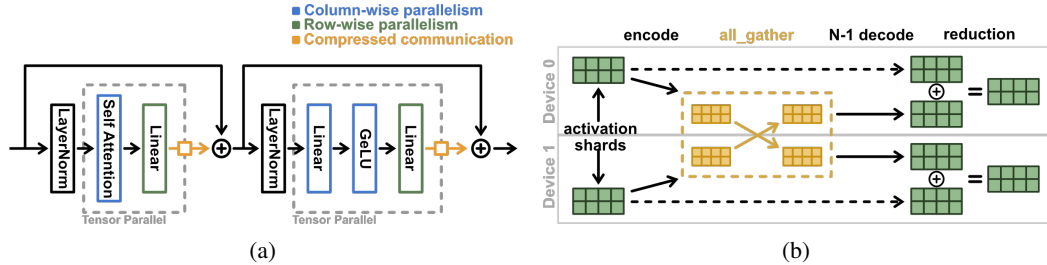 Column-wise parallelism
Row-wise parallelism
Compressed communication
LayerNorm
Self Attention
Linear
LayerNorm
Linear
GeLU
Linear
Tensor Parallel
Tensor Parallel
(a)
encode all_gather N-1 decode reduction
Device 0
activation
shards
Device 1
(b)